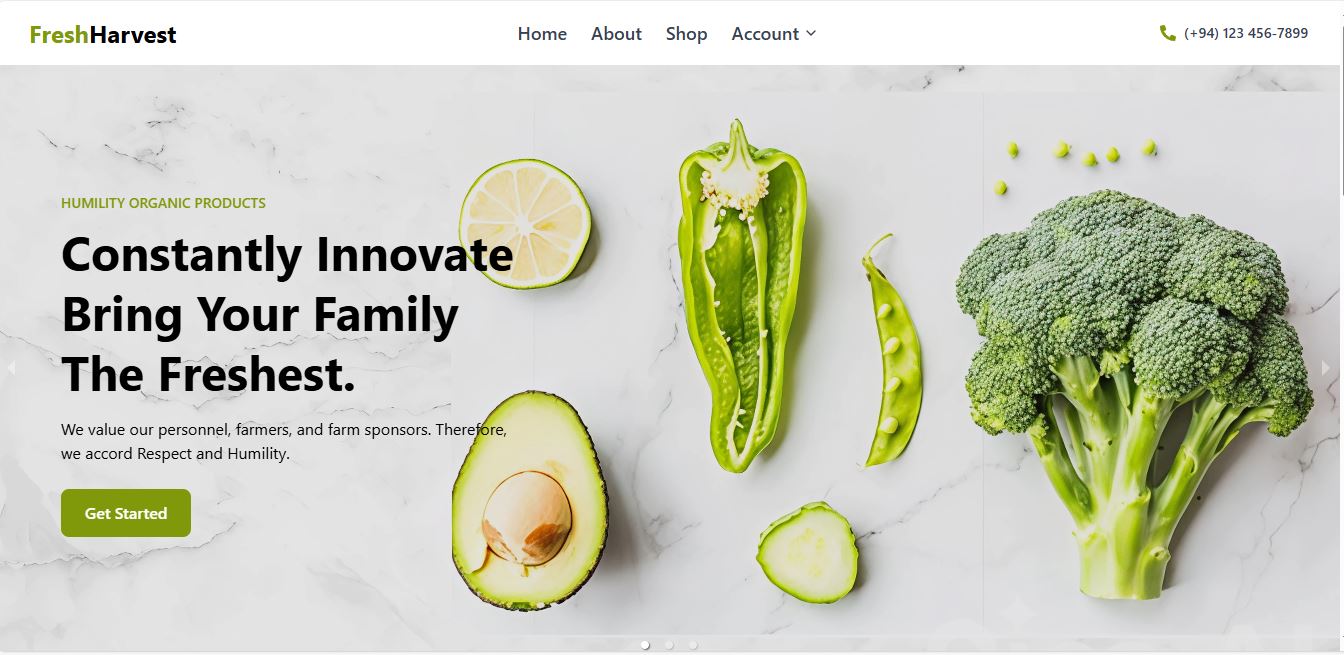 FreshHarvest
Home About Shop Account
(+94) 123 456-7899
HUMILITY ORGANIC PRODUCTS
Constantly Innovate
Bring Your Family
The Freshest.
We value our personnel, farmers, and farm sponsors. Therefore,
we accord Respect and Humility.
Get Started